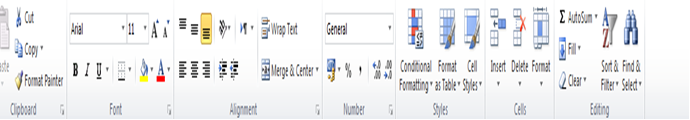 Cut
Copy
Format Painter
Clipboard
Arial
11
B I U
A
Font
Wrap Text
Merge & Center
Alignment
General
%
,
Number
Conditional
Formatting
Format
as Table
Cell
Styles
Styles
Insert
Delete
Format
Cells
Σ AutoSum
Fill
Clear
Sort &
Filter
Find &
Select
Editing